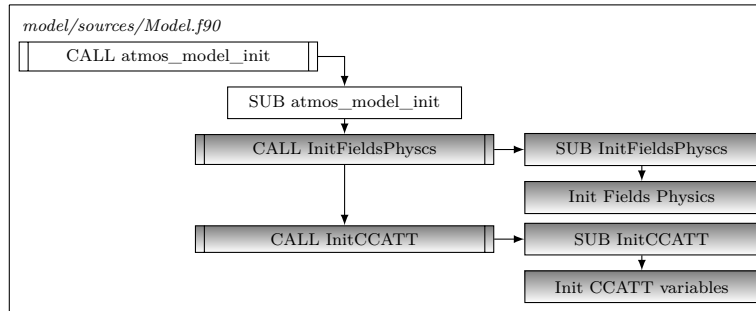 model/sources/Model.f90
CALL atmos_model_init
SUB atmos_model_init
CALL InitFieldsPhyscs
SUB InitFieldsPhyscs
Init Fields Physics
CALL InitCCATT
SUB InitCCATT
Init CCATT variables